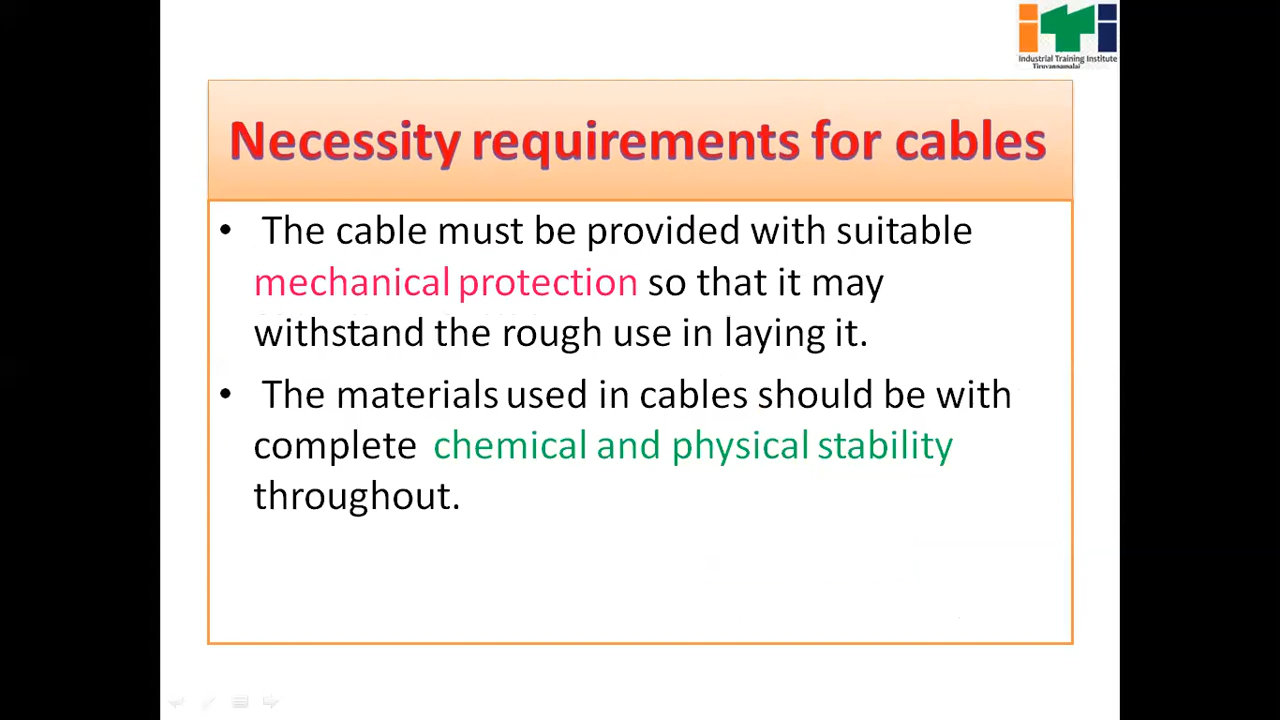 iTi
Industrial Training Institute
Tiruvannamalai
Necessity requirements for cables
• The cable must be provided with suitable
mechanical protection so that it may
withstand the rough use in laying it.
• The materials used in cables should be with
complete chemical and physical stability
throughout.